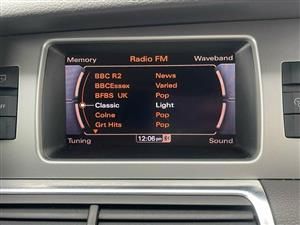 Memory Radio FM Waveband
BBC R2 News
BBCEssex Varied
BFBS UK Pop
Classic Light
Colne Pop
Grt Hits Pop
12:06 pm
Tuning Sound